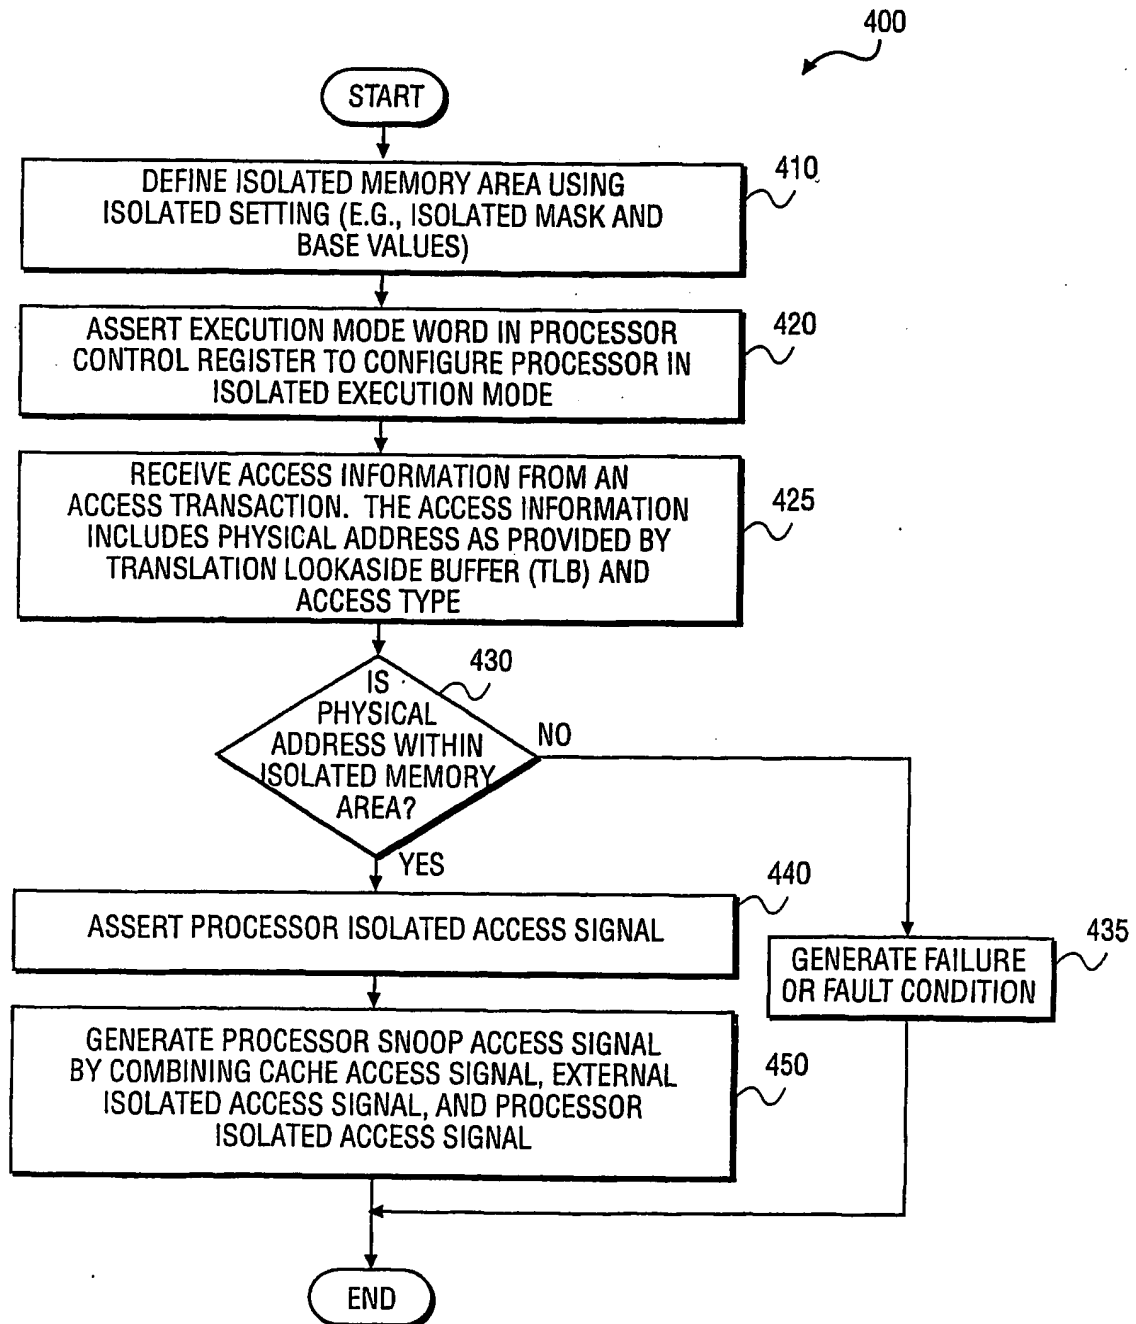 400
START
410
DEFINE ISOLATED MEMORY AREA USING
ISOLATED SETTING (E.G., ISOLATED MASK AND
BASE VALUES)
420
ASSERT EXECUTION MODE WORD IN PROCESSOR
CONTROL REGISTER TO CONFIGURE PROCESSOR IN
ISOLATED EXECUTION MODE
425
RECEIVE ACCESS INFORMATION FROM AN
ACCESS TRANSACTION. THE ACCESS INFORMATION
INCLUDES PHYSICAL ADDRESS AS PROVIDED BY
TRANSLATION LOOKASIDE BUFFER (TLB) AND
ACCESS TYPE
430
IS
PHYSICAL
ADDRESS WITHIN
ISOLATED MEMORY
AREA?
NO
YES
440
ASSERT PROCESSOR ISOLATED ACCESS SIGNAL
435
GENERATE FAILURE
OR FAULT CONDITION
450
GENERATE PROCESSOR SNOOP ACCESS SIGNAL
BY COMBINING CACHE ACCESS SIGNAL, EXTERNAL
ISOLATED ACCESS SIGNAL, AND PROCESSOR
ISOLATED ACCESS SIGNAL
END